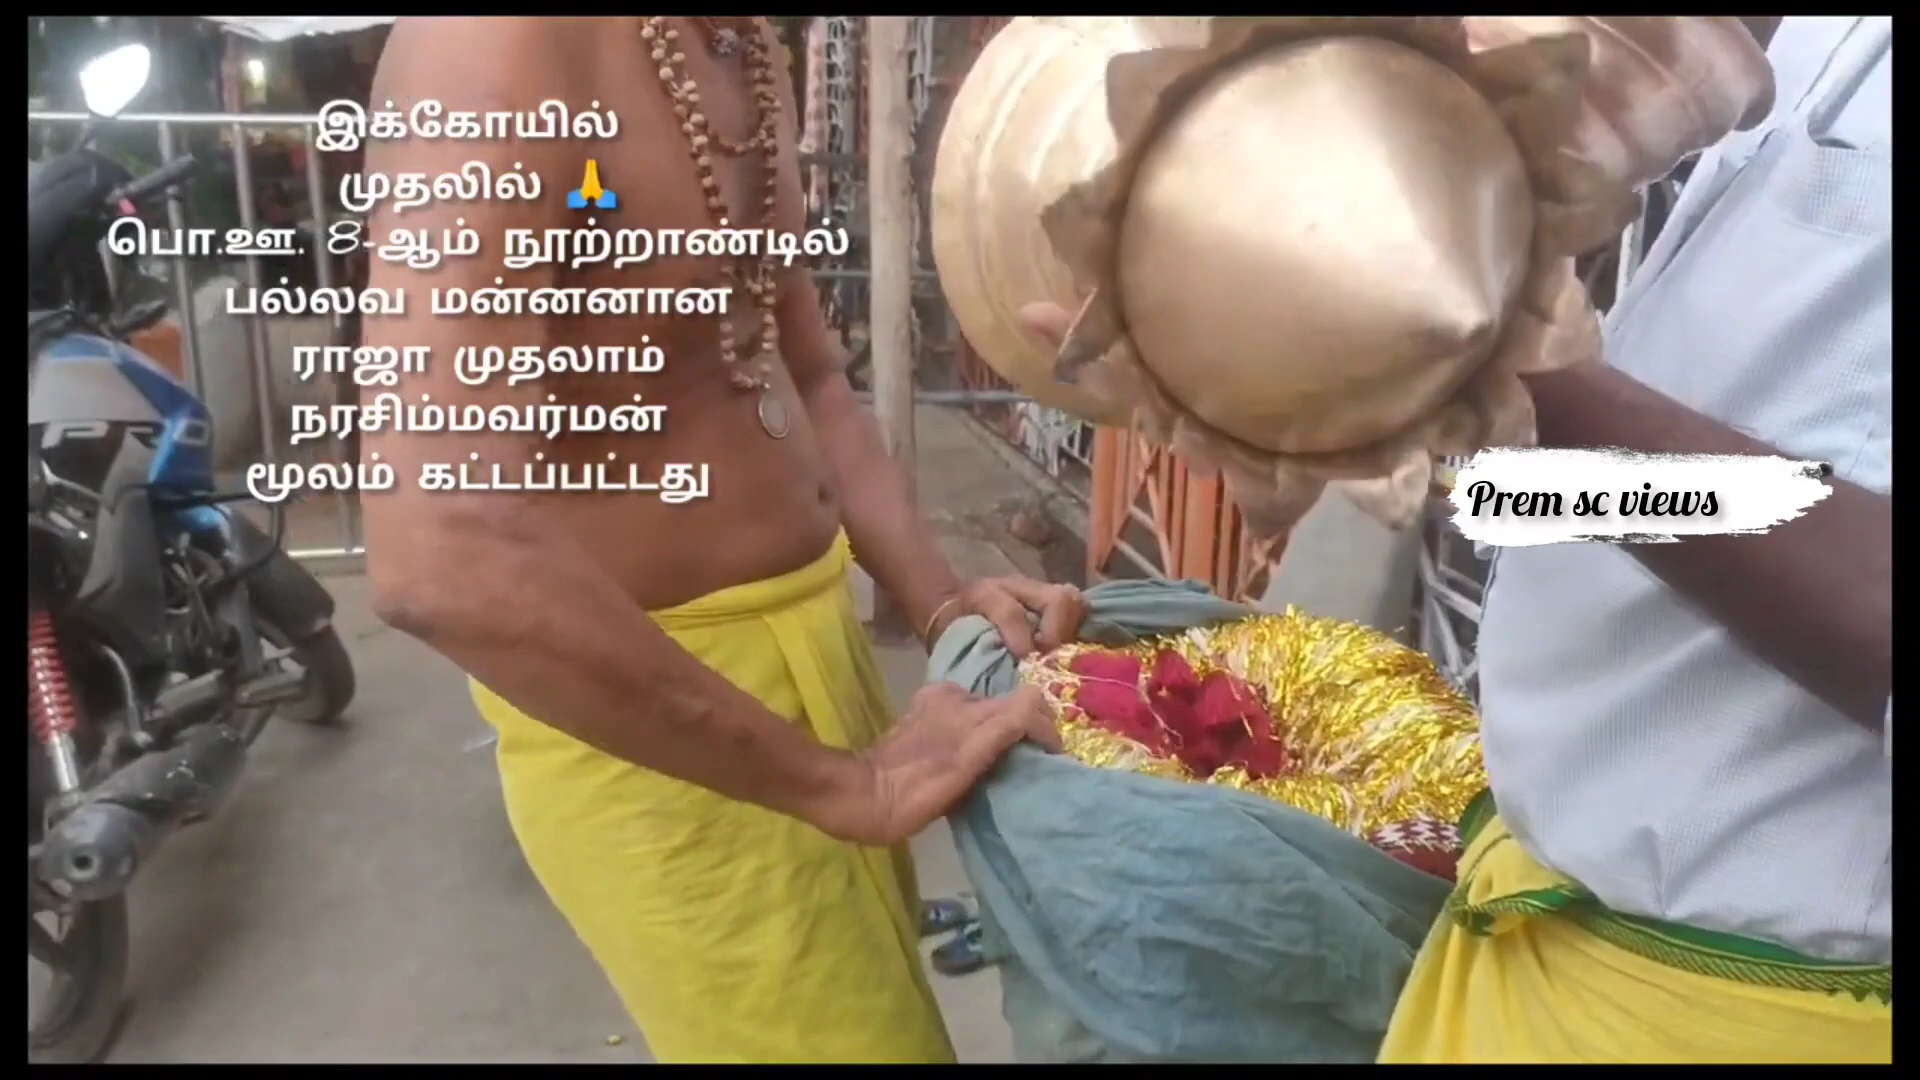 இக்கோயில்
முதலில் 🙏
பொ.ஊ. 8-ஆம் நூற்றாண்டில்
பல்லவ மன்னனான
ராஜா முதலாம்
நரசிம்மவர்மன்
மூலம் கட்டப்பட்டது
Prem sc views
PRO